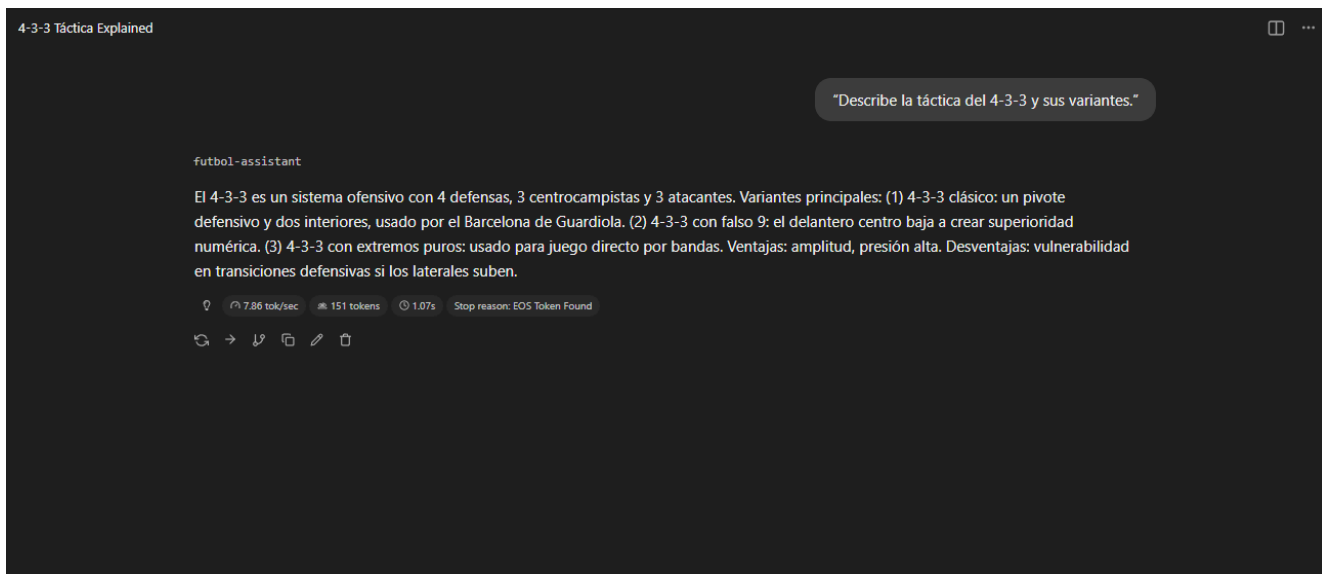 4-3-3 Táctica Explained
“Describe la táctica del 4-3-3 y sus variantes.”
futbol-assistant
El 4-3-3 es un sistema ofensivo con 4 defensas, 3 centrocampistas y 3 atacantes. Variantes principales: (1) 4-3-3 clásico: un pivote
defensivo y dos interiores, usado por el Barcelona de Guardiola. (2) 4-3-3 con falso 9: el delantero centro baja a crear superioridad
numérica. (3) 4-3-3 con extremos puros: usado para juego directo por bandas. Ventajas: amplitud, presión alta. Desventajas: vulnerabilidad
en transiciones defensivas si los laterales suben.
7.86 tok/sec 151 tokens 1.07s Stop reason: EOS Token Found